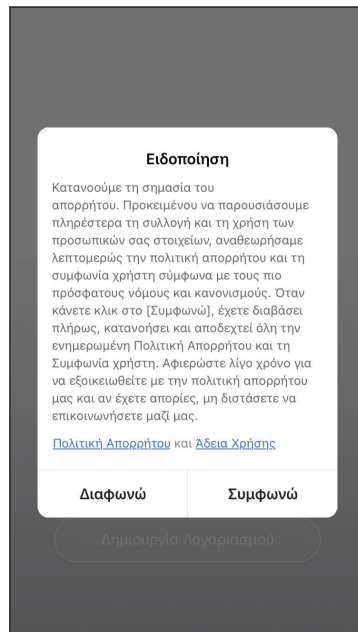 Ειδοποίηση
Κατανοούμε τη σημασία του
απορρήτου. Προκειμένου να παρουσιάσουμε
πληρέστερα τη συλλογή και τη χρήση των
προσωπικών σας στοιχείων, αναθεωρήσαμε
λεπτομερώς την πολιτική απορρήτου και τη
συμφωνία χρήστη σύμφωνα με τους πιο
πρόσφατους νόμους και κανονισμούς. Όταν
κάνετε κλικ στο [Συμφωνώ], έχετε διαβάσει
πλήρως, κατανοήσει και αποδεχτεί όλη την
ενημερωμένη Πολιτική Απορρήτου και τη
Συμφωνία χρήστη. Αφιερώστε λίγο χρόνο για
να εξοικειωθείτε με την πολιτική απορρήτου
μας και αν έχετε απορίες, μη διστάσετε να
επικοινωνήσετε μαζί μας.
Πολιτική Απορρήτου και Άδεια Χρήσης
Διαφωνώ Συμφωνώ
Δημιουργία Λογαριασμού